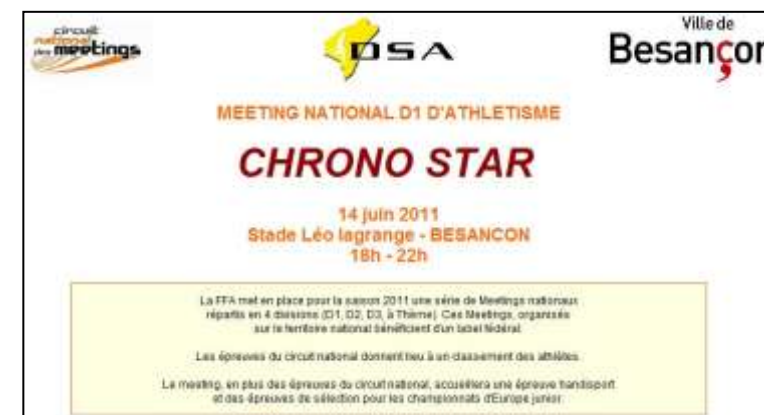 circuit
national
des meetings
DSA
Ville de
Besançon
MEETING NATIONAL D1 D'ATHLETISME
CHRONO STAR
14 juin 2011
Stade Léo lagrange - BESANCON
18h - 22h
La FFA met en place pour la saison 2011 une série de Meetings nationaux
répartis en 4 divisions (D1, D2, D3, à Thème). Ces Meetings, organisés
sur le territoire national bénéficient d'un label fédéral.
Les épreuves du circuit national donnent lieu à un classement des athlètes.
Le meeting, en plus des épreuves du circuit national, accueillera une épreuve handisport
et des épreuves de sélection pour les championnats d'Europe junior.